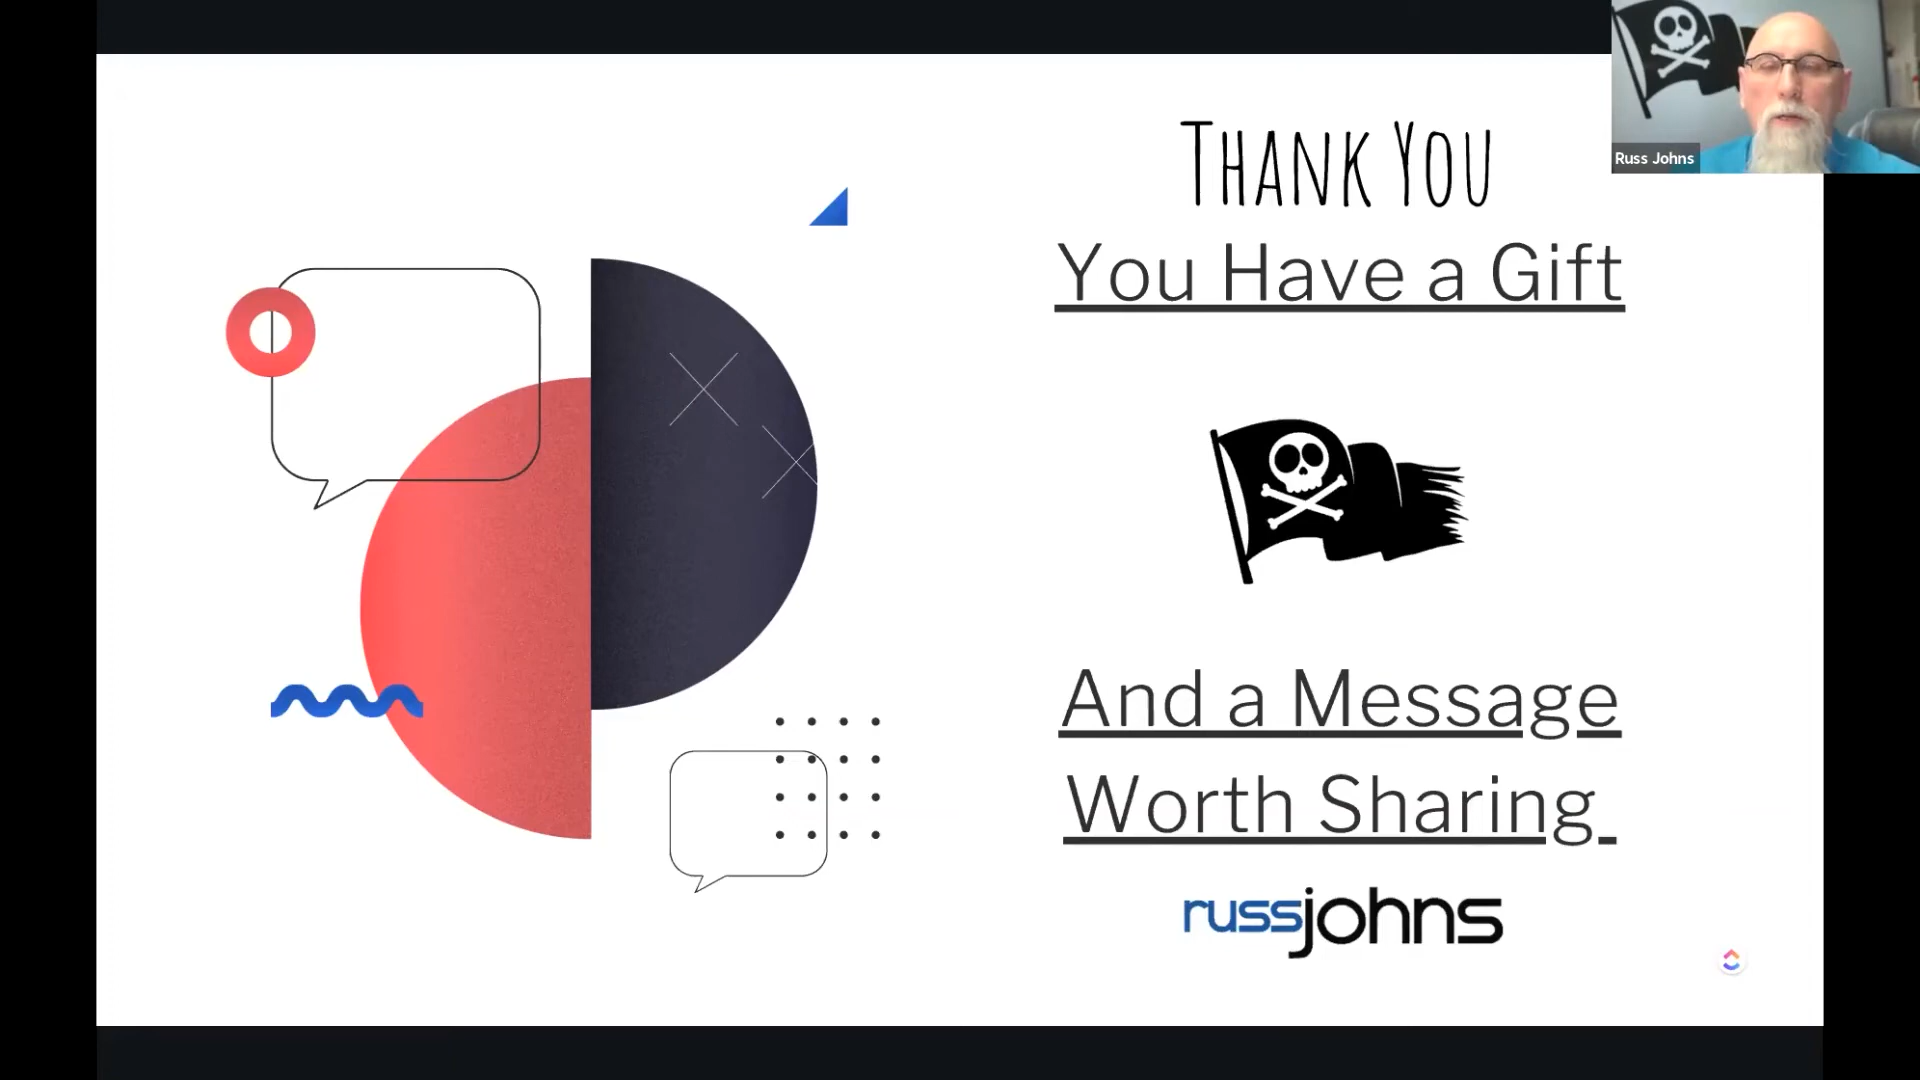 Thank You
You Have a Gift
And a Message
Worth Sharing
russjohns
Russ Johns